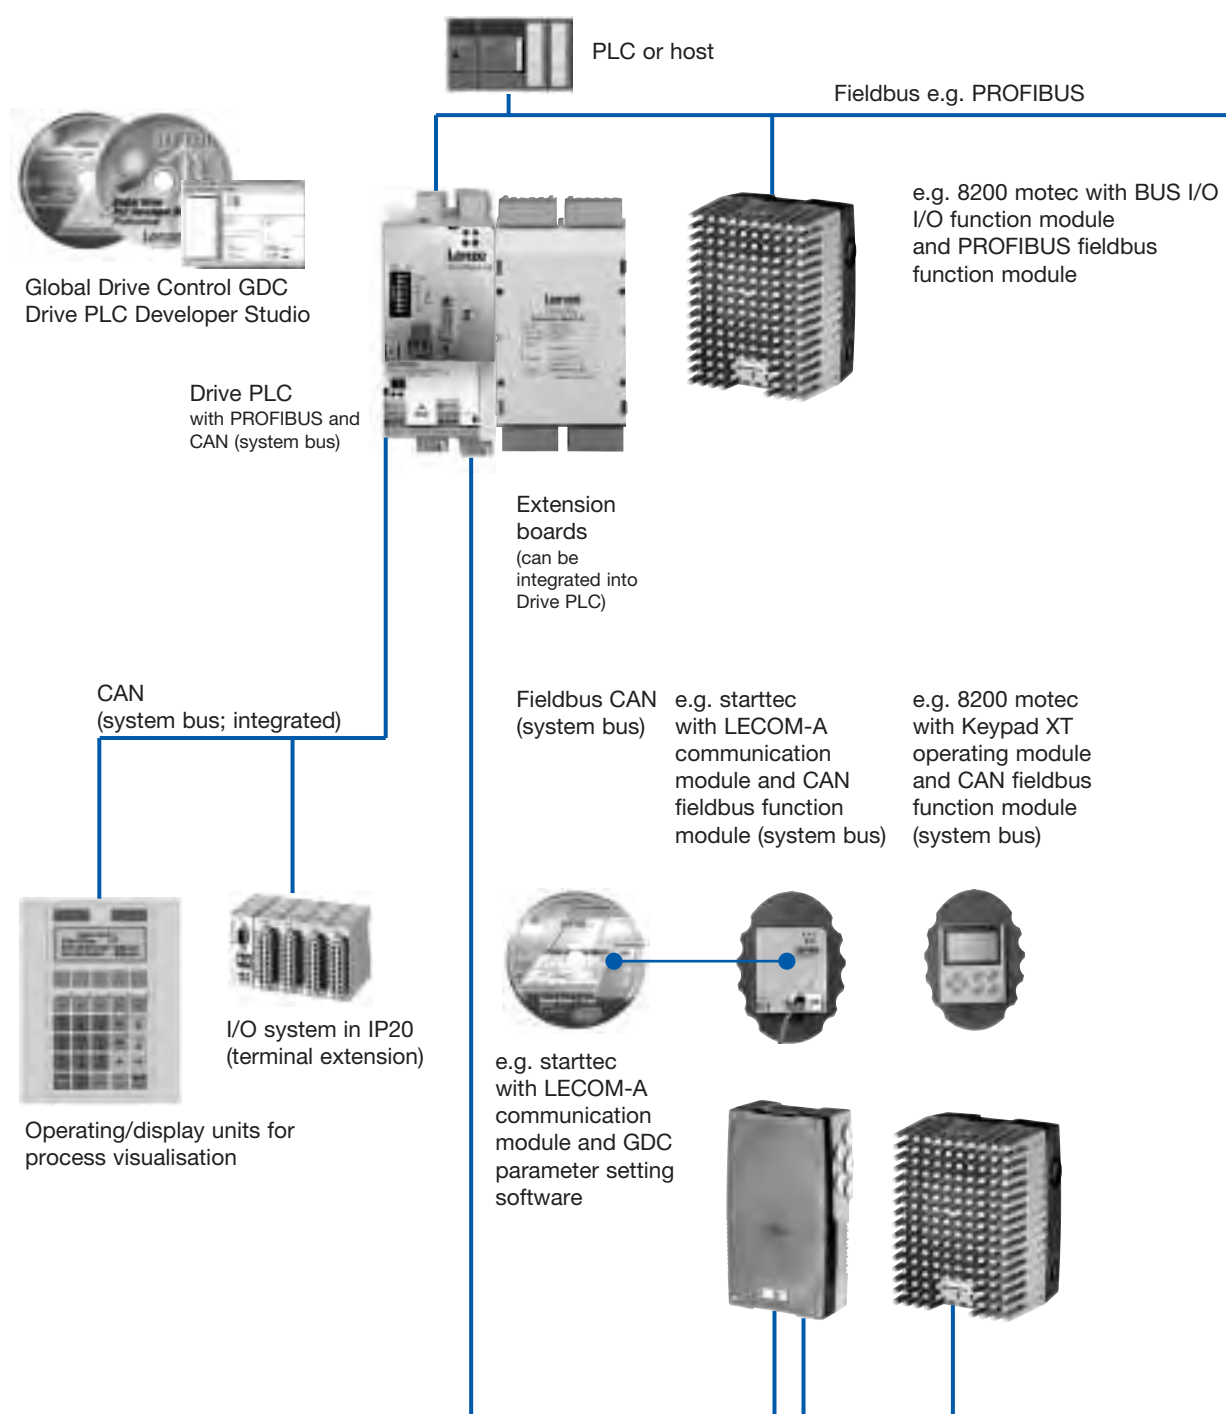 PLC or host
Fieldbus e.g. PROFIBUS
e.g. 8200 motec with BUS I/O
I/O function module
and PROFIBUS fieldbus
function module
Global Drive Control GDC
Drive PLC Developer Studio
Lenze
Lenze
Drive PLC
with PROFIBUS and
CAN (system bus)
Extension
boards
(can be
integrated into
Drive PLC)
CAN
(system bus; integrated)
Fieldbus CAN
(system bus)
e.g. starttec
with LECOM-A
communication
module and CAN
fieldbus function
module (system bus)
e.g. 8200 motec
with Keypad XT
operating module
and CAN fieldbus
function module
(system bus)
I/O system in IP20
(terminal extension)
Operating/display units for
process visualisation
e.g. starttec
with LECOM-A
communication
module and GDC
parameter setting
software